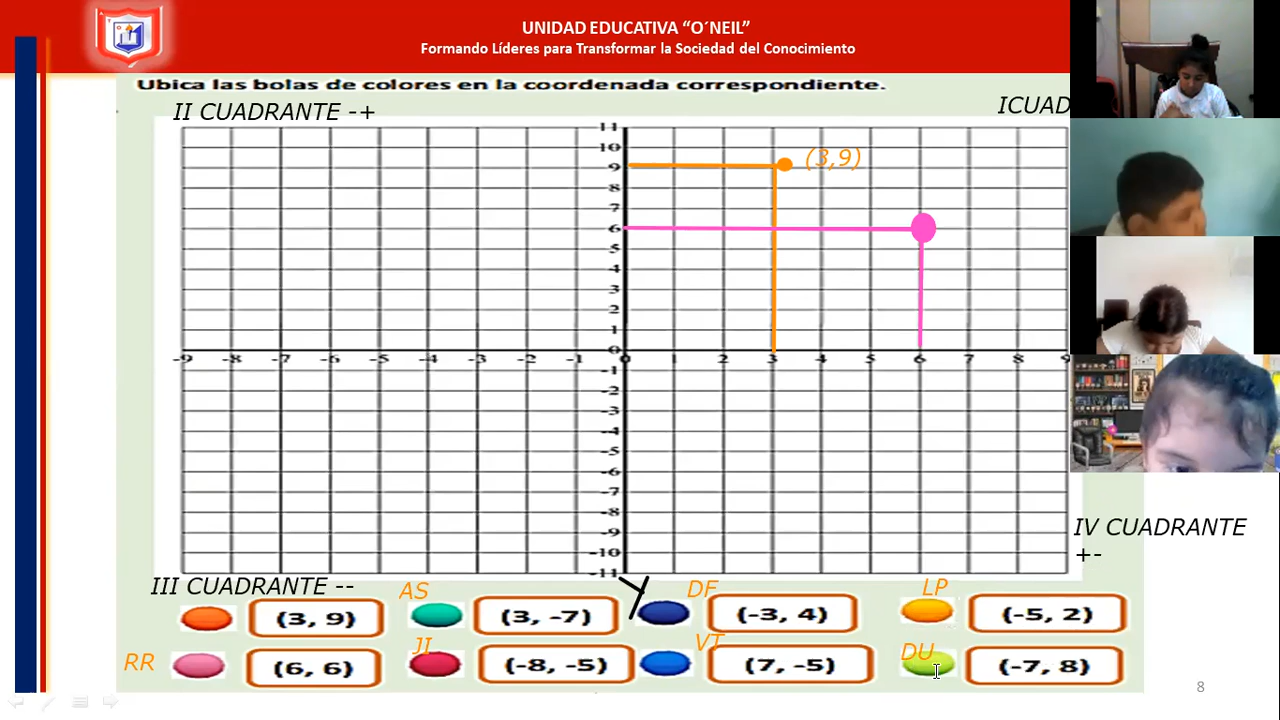 UNIDAD EDUCATIVA “O´NEIL”
Formando Líderes para Transformar la Sociedad del Conocimiento
Ubica las bolas de colores en la coordenada correspondiente.
II CUADRANTE -+
ICUAD
11
10
9
(3,9)
8
7
6
5
4
3
2
1
0
-9 -8 -7 -6 -5 -4 -3 -2 -1 0 1 2 3 4 5 6 7 8 9
-1
-2
-3
-4
-5
-6
-7
-8
-9
-10
-11
IV CUADRANTE
+-
III CUADRANTE --
AS
DF
LP
(3, 9)
(3, -7)
(-3, 4)
(-5, 2)
RR
JI
VT
DU
(6, 6)
(-8, -5)
(7, -5)
(-7, 8)
8